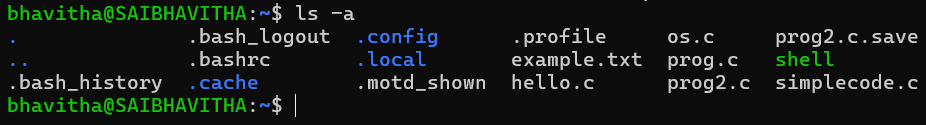 bhavitha@SAIBHAVITHA:~$ ls -a
. .bash_logout .config .profile os.c prog2.c.save
.. .bashrc .local example.txt prog.c shell
.bash_history .cache .motd_shown hello.c prog2.c simplecode.c
bhavitha@SAIBHAVITHA:~$